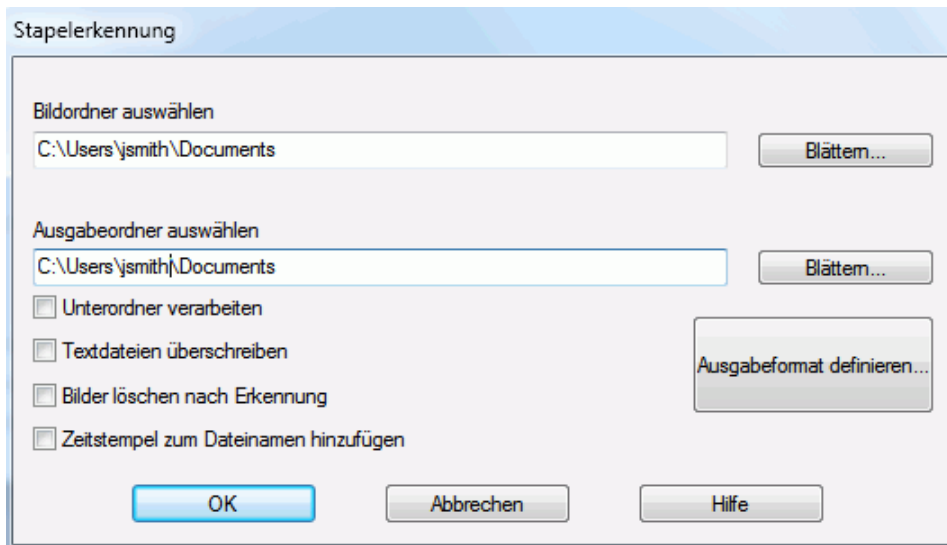 Stapelerkennung
Bildordner auswählen
C:\Users\jsmith\Documents
Blättern...
Ausgabeordner auswählen
C:\Users\jsmith\Documents
Blättern...
Unterordner verarbeiten
Textdateien überschreiben
Ausgabeformat definieren...
Bilder löschen nach Erkennung
Zeitstempel zum Dateinamen hinzufügen
OK
Abbrechen
Hilfe